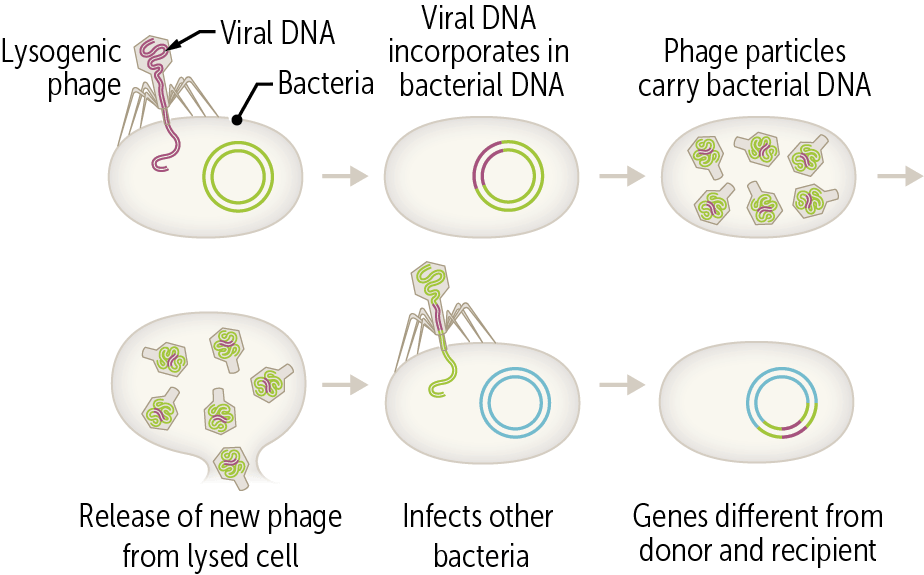 Lysogenic
phage
Viral DNA
Bacteria
Viral DNA
incorporates in
bacterial DNA
Phage particles
carry bacterial DNA
Release of new phage
from lysed cell
Infects other
bacteria
Genes different from
donor and recipient